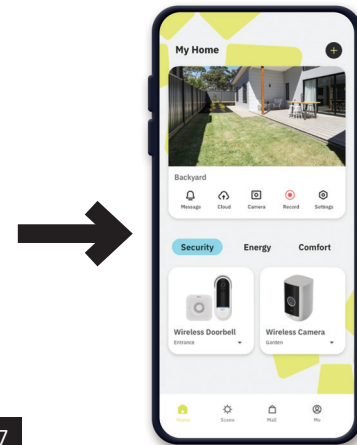 My Home
Backyard
Message Cloud Camera Record Settings
Security Energy Comfort
Wireless Doorbell Wireless Camera
Entrance Garden
Home Scene Mall Me
7